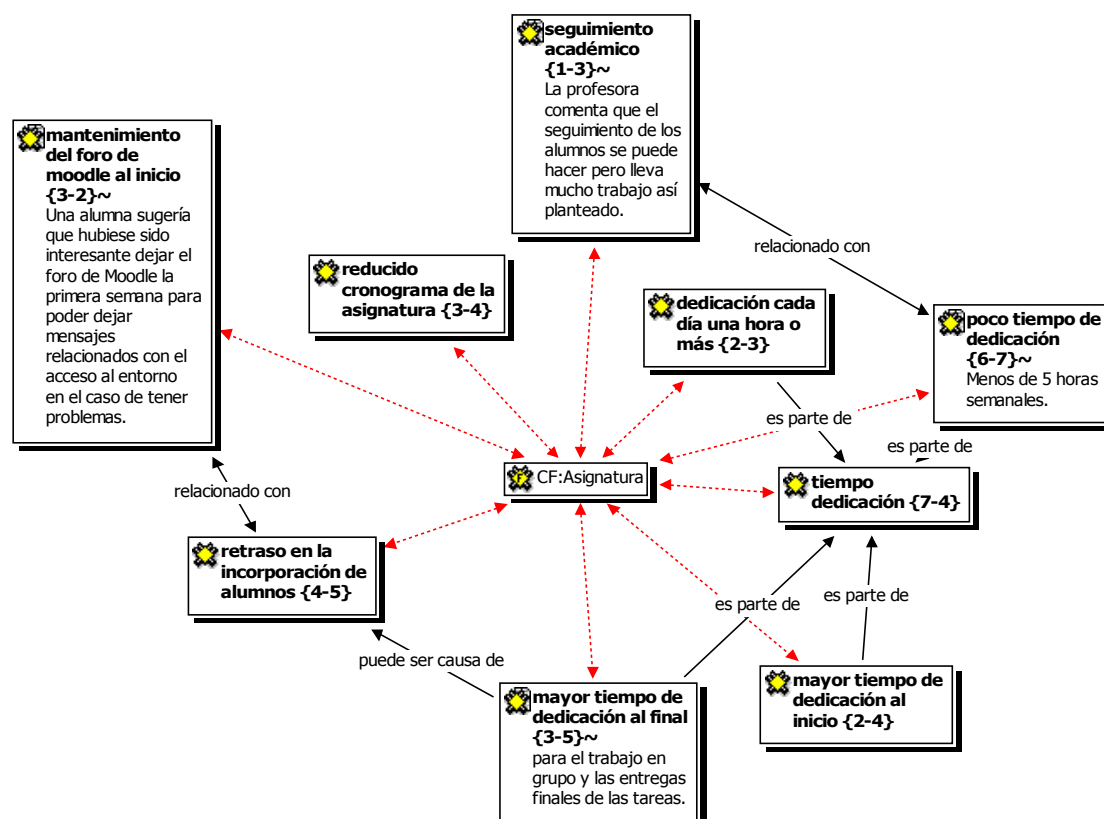 seguimiento
académico
{1-3}~
La profesora
comenta que el
seguimiento de los
alumnos se puede
hacer pero lleva
mucho trabajo así
planteado.
mantenimiento
del foro de
moodle al inicio
{3-2}~
Una alumna sugería
que hubiese sido
interesante dejar el
foro de Moodle la
primera semana para
poder dejar
mensajes
relacionados con el
acceso al entorno
en el caso de tener
problemas.
relacionado con
reducido
cronograma de la
asignatura {3-4}
dedicación cada
día una hora o
más {2-3}
poco tiempo de
dedicación
{6-7}~
Menos de 5 horas
semanales.
es parte de
es parte de
F
CF:Asignatura
tiempo
dedicación {7-4}
relacionado con
retraso en la
incorporación de
alumnos {4-5}
es parte de
es parte de
puede ser causa de
mayor tiempo de
dedicación al final
{3-5}~
para el trabajo en
grupo y las entregas
finales de las tareas.
mayor tiempo de
dedicación al
inicio {2-4}